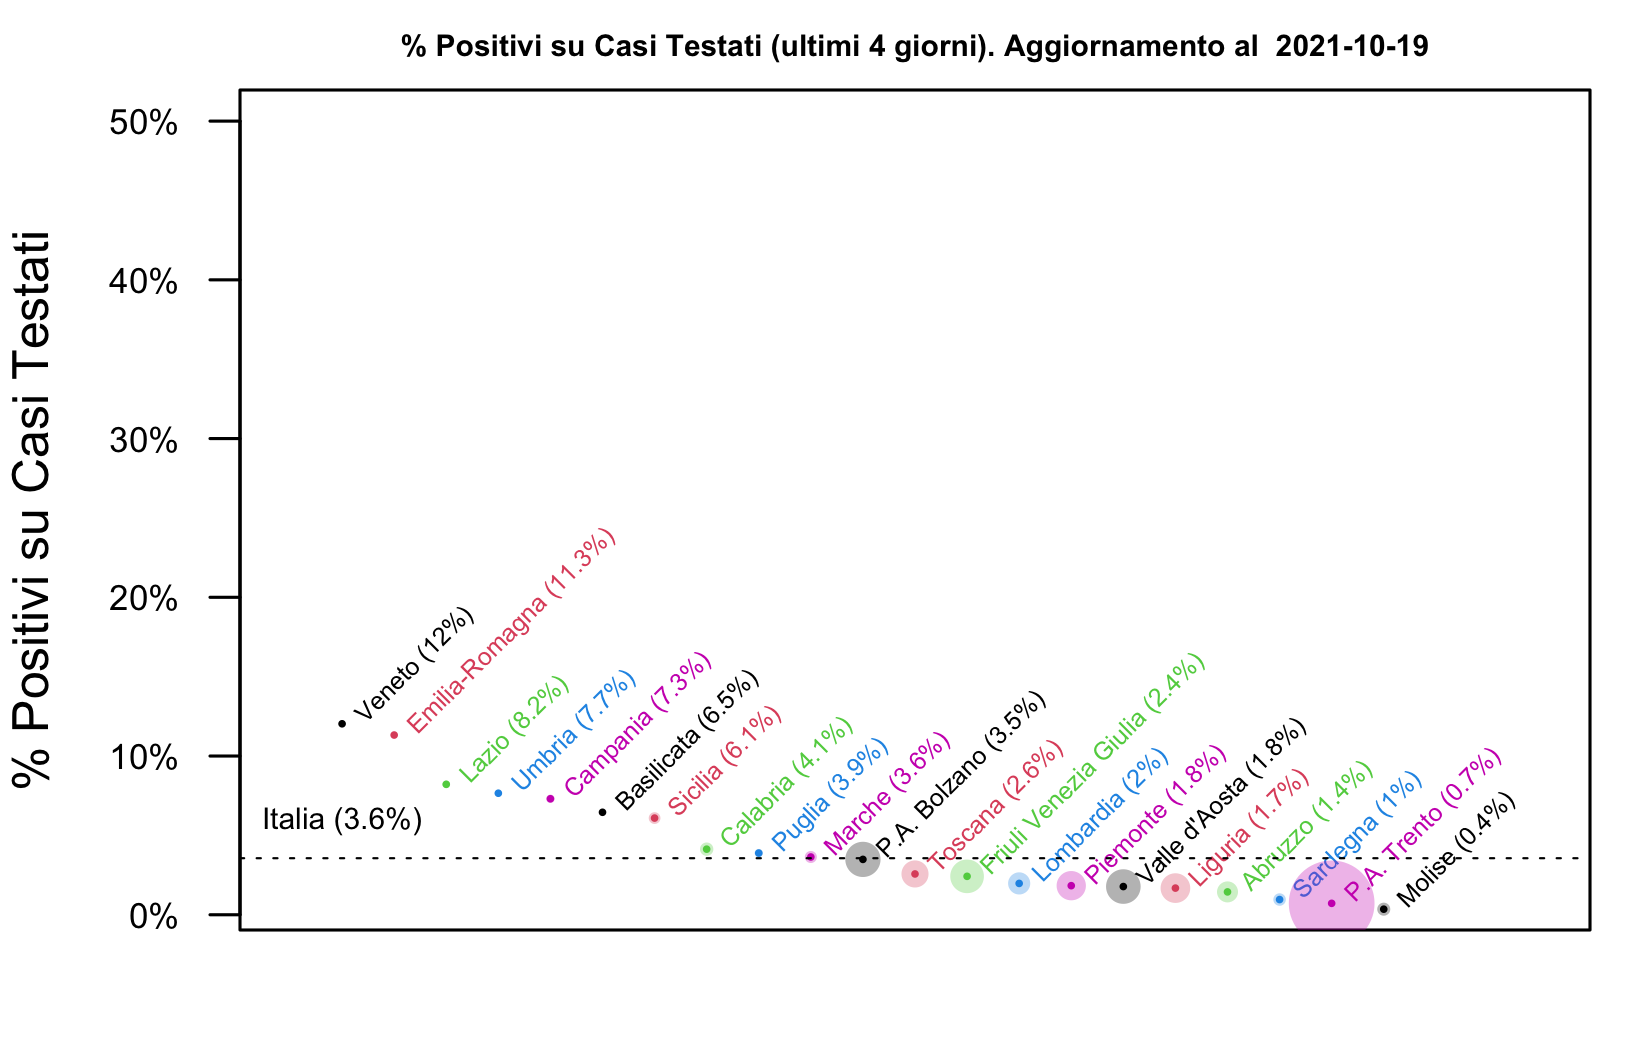 % Positivi su Casi Testati (ultimi 4 giorni). Aggiornamento al  2021-10-19
% Positivi su Casi Testati
50%
40%
30%
20%
10%
0%
Italia (3.6%)
Veneto (12%)
Emilia-Romagna (11.3%)
Lazio (8.2%)
Umbria (7.7%)
Campania (7.3%)
Basilicata (6.5%)
Sicilia (6.1%)
Calabria (4.1%)
Puglia (3.9%)
Marche (3.6%)
P.A. Bolzano (3.5%)
Toscana (2.6%)
Friuli Venezia Giulia (2.4%)
Lombardia (2%)
Piemonte (1.8%)
Valle d'Aosta (1.8%)
Liguria (1.7%)
Abruzzo (1.4%)
Sardegna (1%)
P.A. Trento (0.7%)
Molise (0.4%)